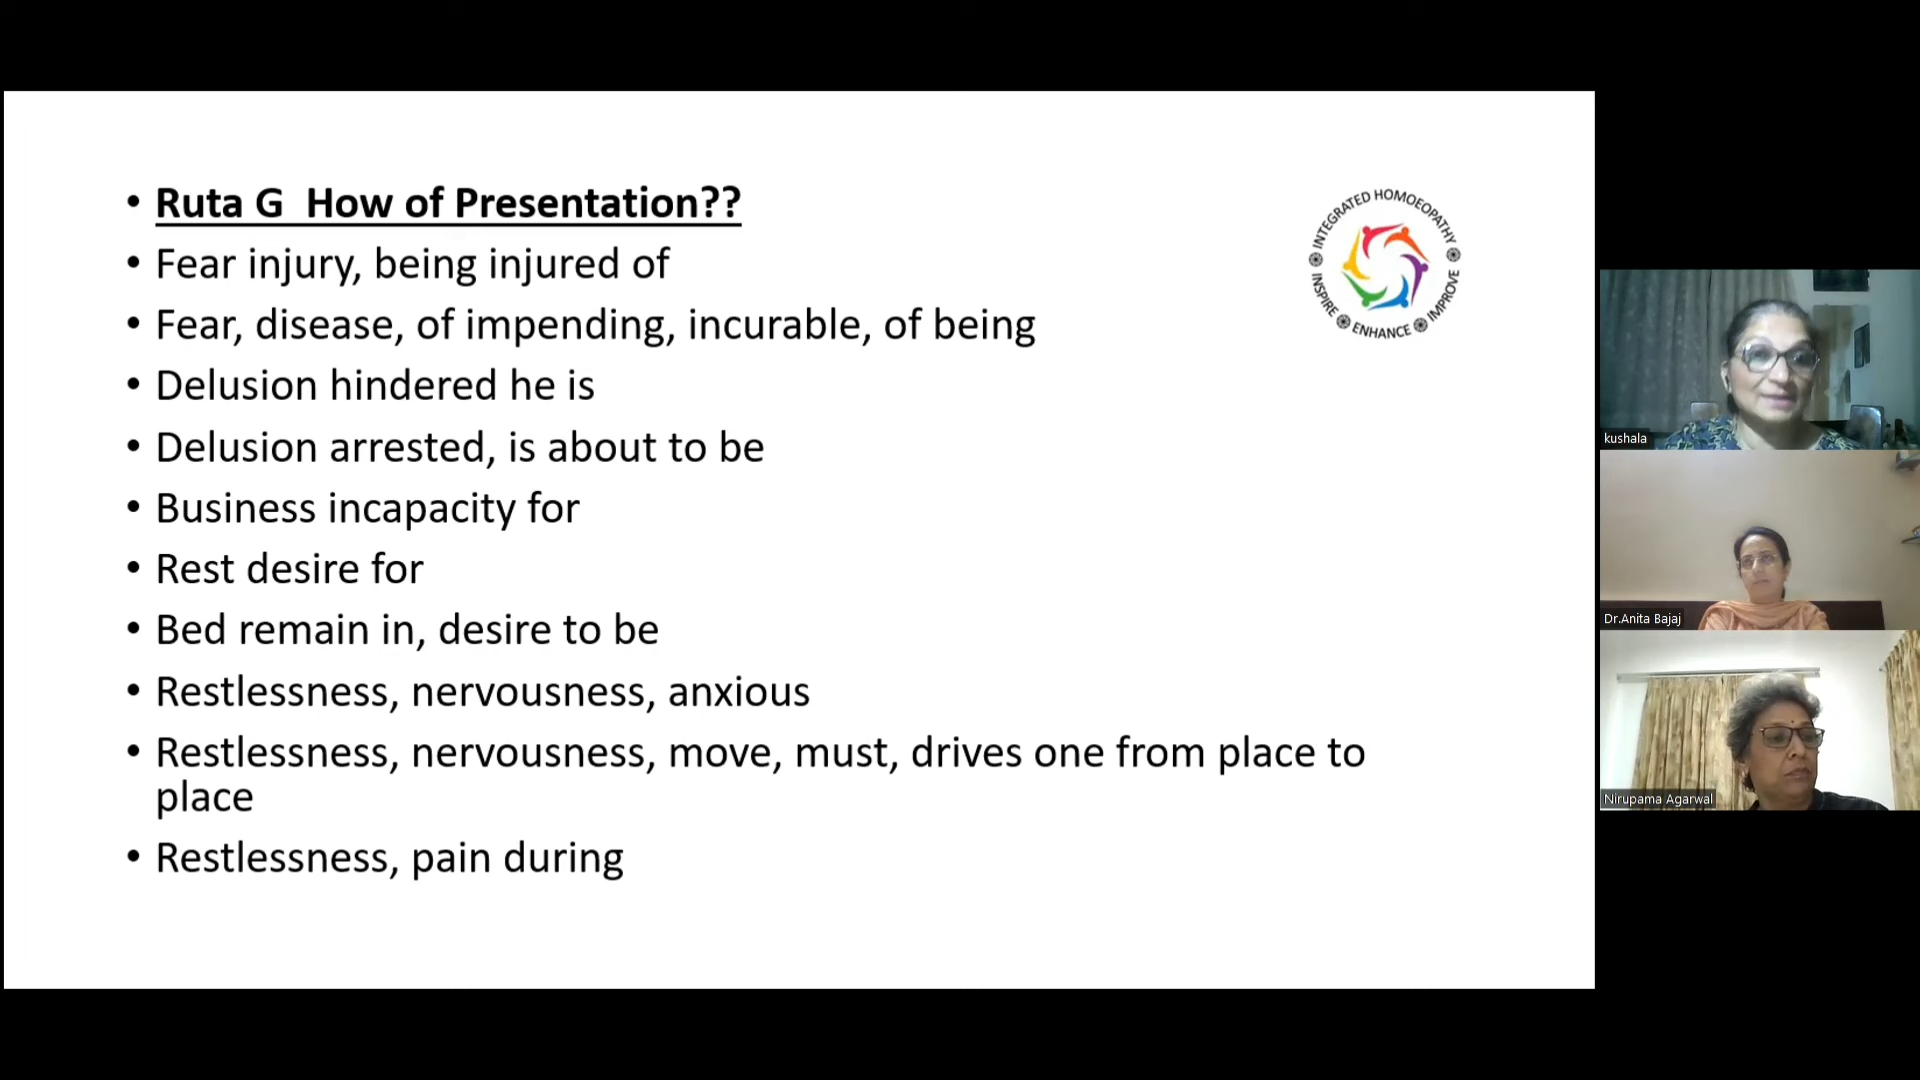 • Ruta G  How of Presentation??
• Fear injury, being injured of
• Fear, disease, of impending, incurable, of being
• Delusion hindered he is
• Delusion arrested, is about to be
• Business incapacity for
• Rest desire for
• Bed remain in, desire to be
• Restlessness, nervousness, anxious
• Restlessness, nervousness, move, must, drives one from place to
place
• Restlessness, pain during
INTEGRATED HOMOEOPATHY
INSPIRE ENHANCE IMPROVE
kushala
Dr.Anita Bajaj
Nirupama Agarwal